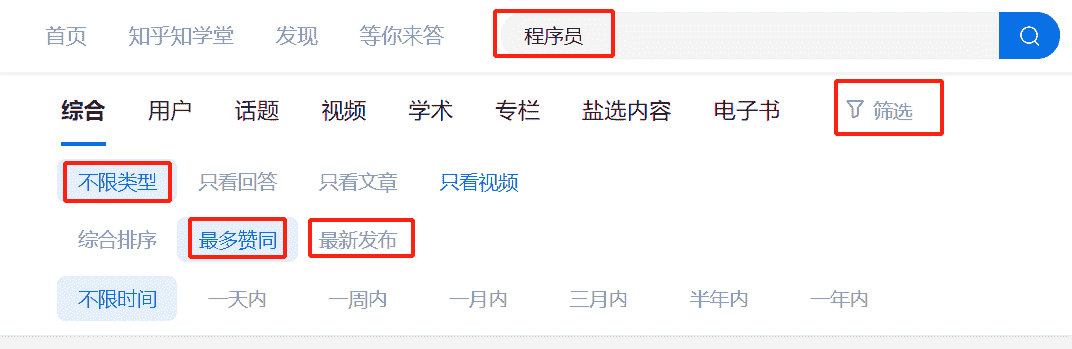 首页 知乎知学堂 发现 等你来答 程序员
综合 用户 话题 视频 学术 专栏 盐选内容 电子书 筛选
不限类型 只看回答 只看文章 只看视频
综合排序 最多赞同 最新发布
不限时间 一天内 一周内 一月内 三月内 半年内 一年内